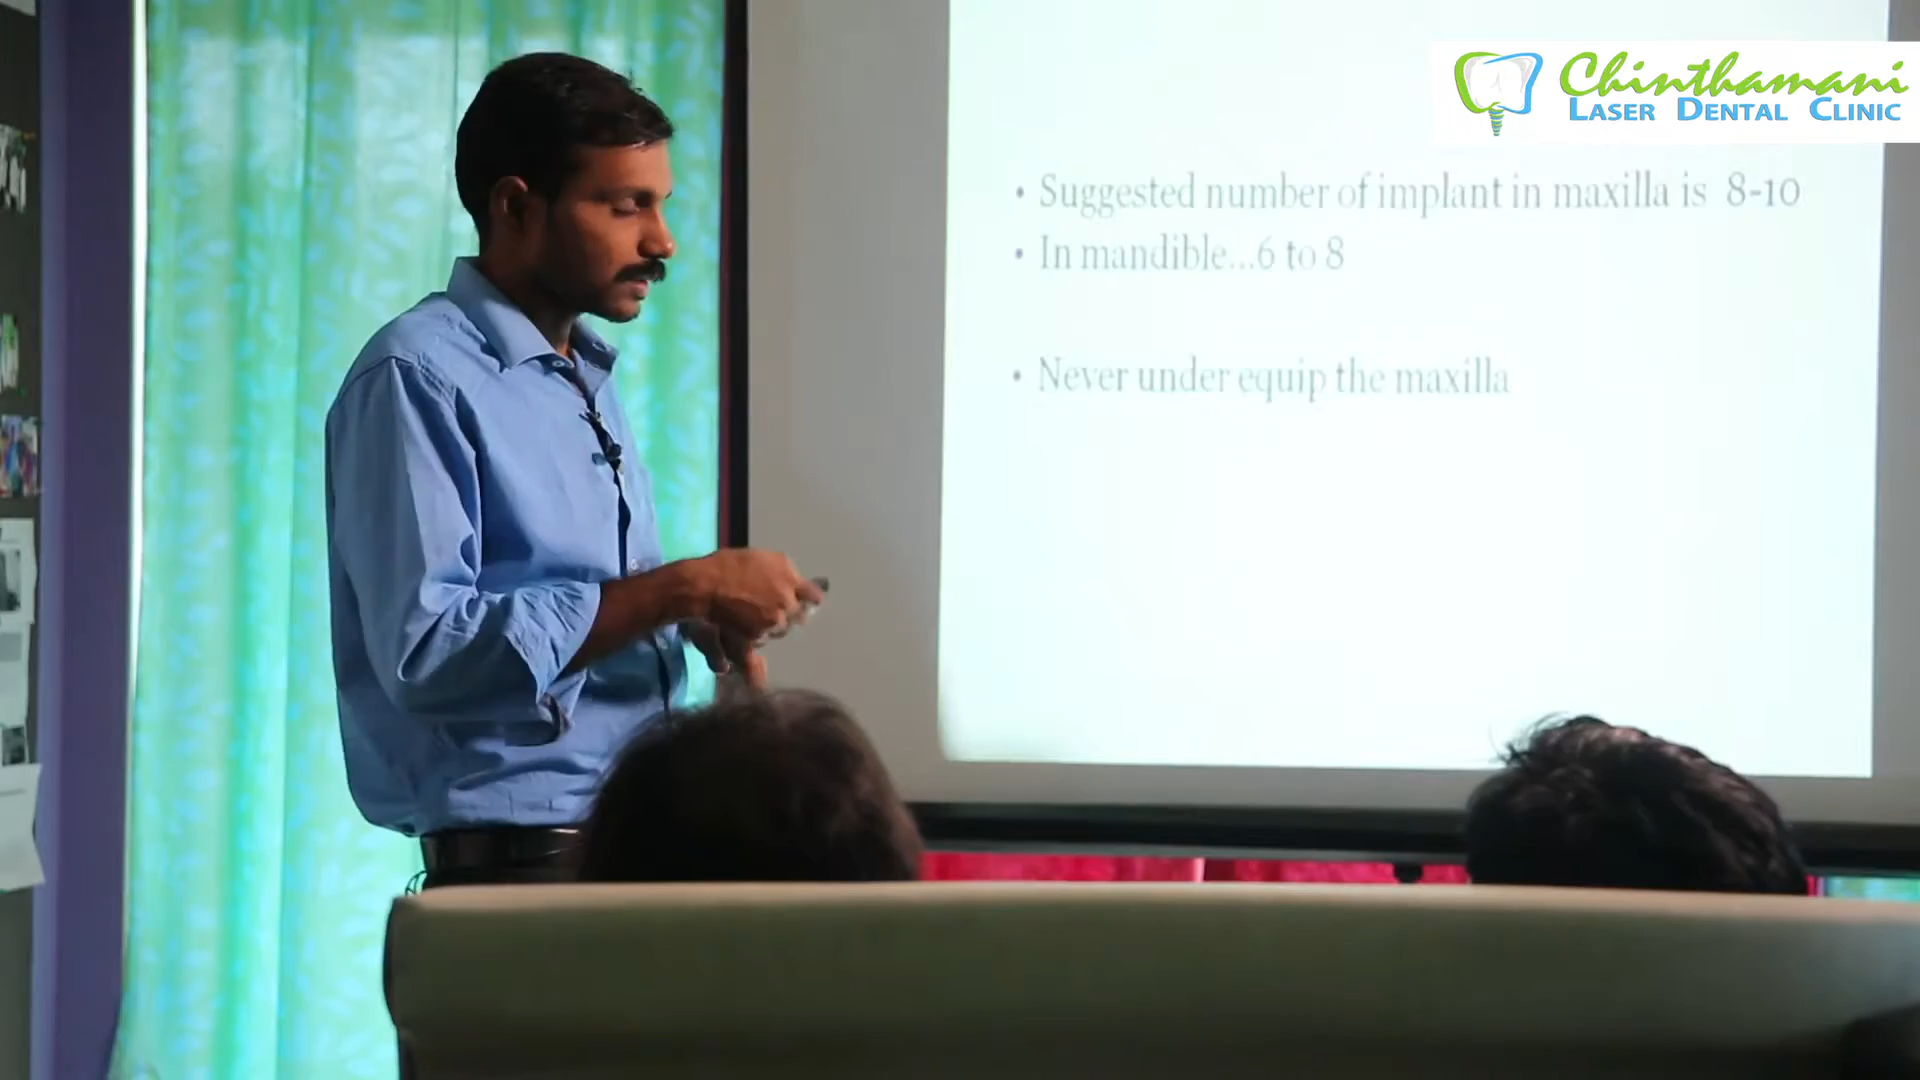 Chinthamani
LASER DENTAL CLINIC
• Suggested number of implant in maxilla is 8-10
• In mandible...6 to 8
• Never under equip the maxilla